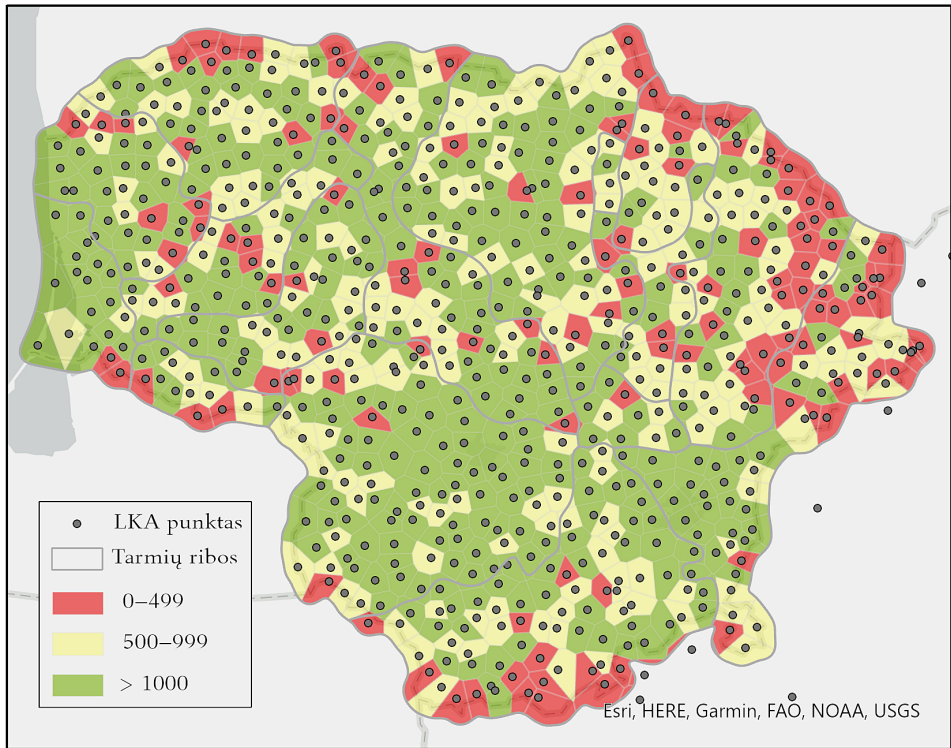 LKA punktas
Tarmių ribos
0–499
500–999
> 1000
Esri, HERE, Garmin, FAO, NOAA, USGS